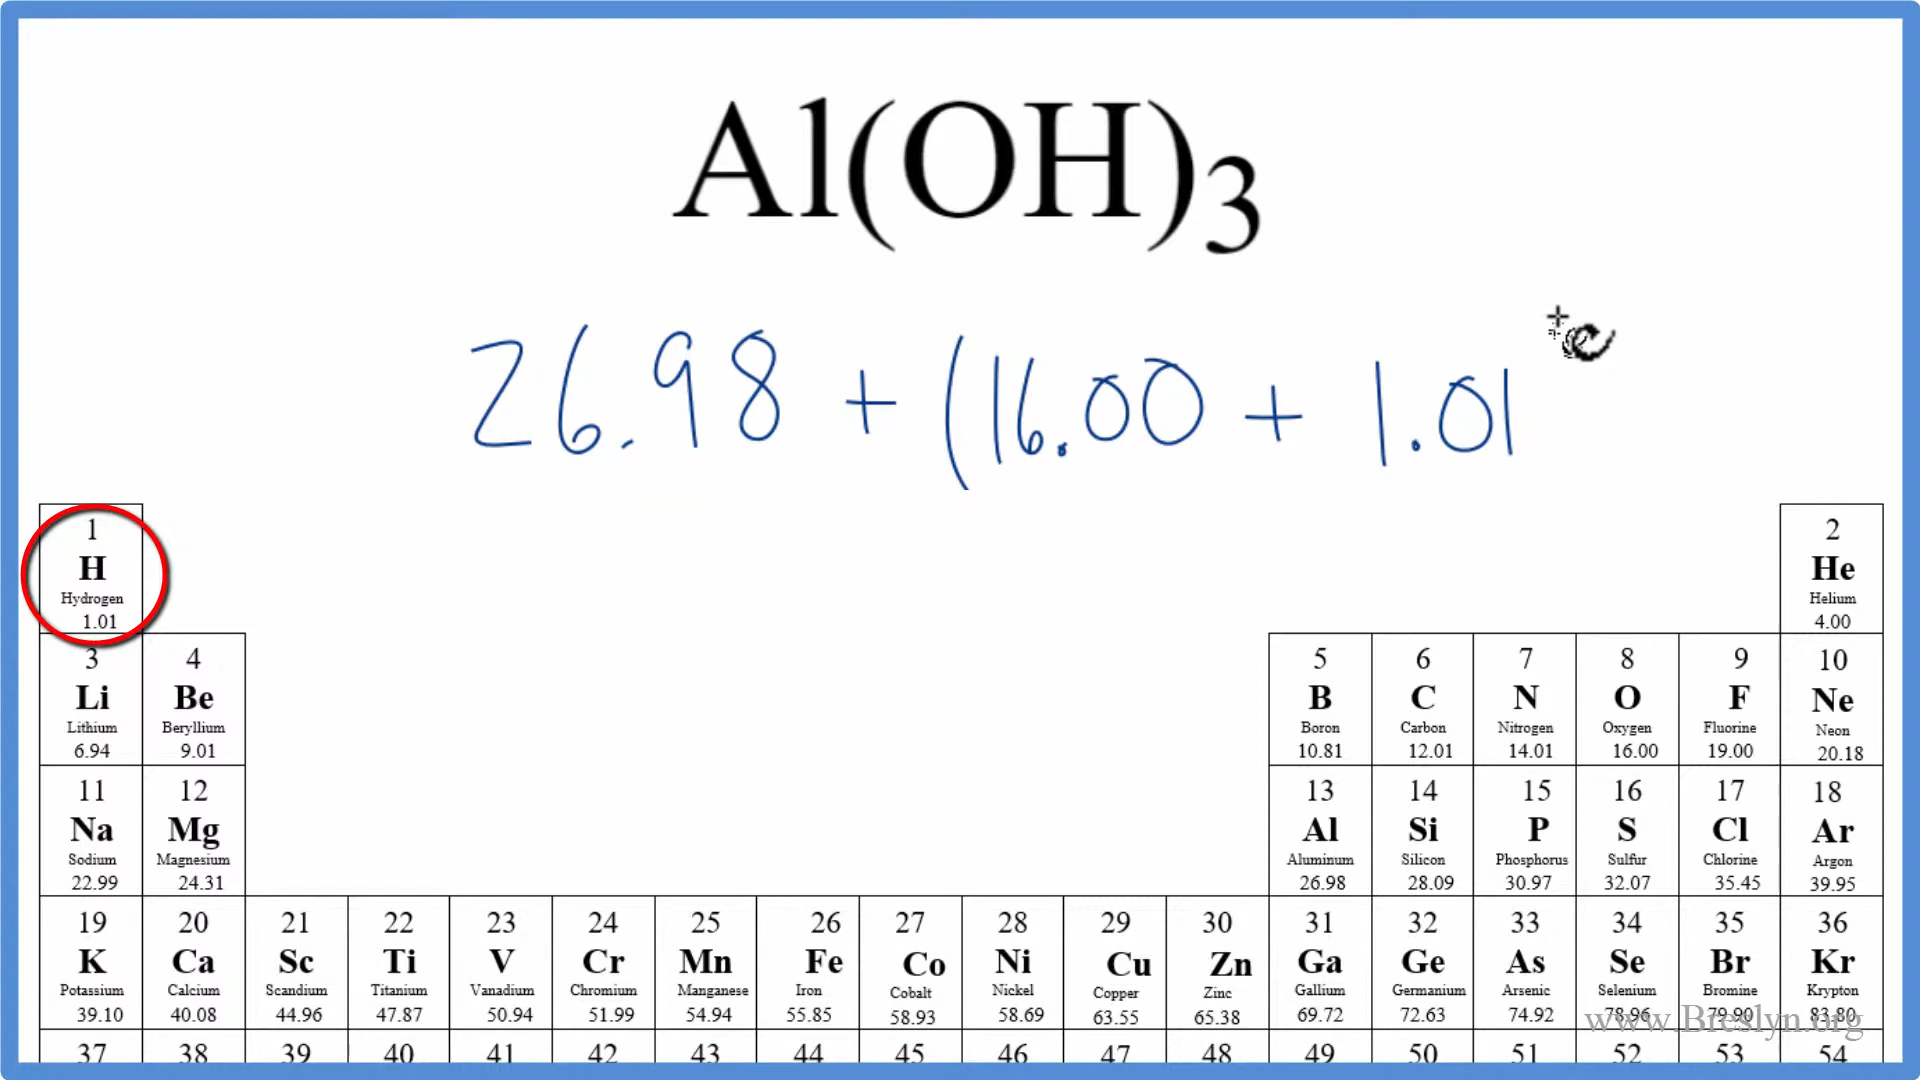 Al(OH)3
26.98 + (16.00 + 1.01
1 2
H He
Hydrogen Helium
1.01 4.00
3 4 5 6 7 8 9 10
Li Be B C N O F Ne
Lithium Beryllium Boron Carbon Nitrogen Oxygen Fluorine Neon
6.94 9.01 10.81 12.01 14.01 16.00 19.00 20.18
11 12 13 14 15 16 17 18
Na Mg Al Si P S Cl Ar
Sodium Magnesium Aluminum Silicon Phosphorus Sulfur Chlorine Argon
22.99 24.31 26.98 28.09 30.97 32.07 35.45 39.95
19 20 21 22 23 24 25 26 27 28 29 30 31 32 33 34 35 36
K Ca Sc Ti V Cr Mn Fe Co Ni Cu Zn Ga Ge As Se Br Kr
Potassium Calcium Scandium Titanium Vanadium Chromium Manganese Iron Cobalt Nickel Copper Zinc Gallium Germanium Arsenic Selenium Bromine Krypton
39.10 40.08 44.96 47.87 50.94 51.99 54.94 55.85 58.93 58.69 63.55 65.38 69.72 72.63 74.92 78.96 79.90 83.80
www.Breslyn.org
37 38 39 40 41 42 43 44 45 46 47 48 49 50 51 52 53 54